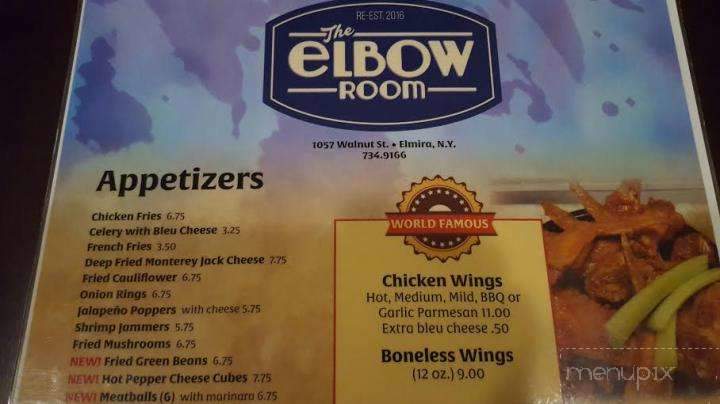 RE-EST. 2016
The
ELBOW
ROOM
1057 Walnut St. • Elmira, N.Y.
734.9166
Appetizers
Chicken Fries 6.75
Celery with Bleu Cheese 3.25
French Fries 3.50
Deep Fried Monterey Jack Cheese 7.75
Fried Cauliflower 6.75
Onion Rings 6.75
Jalapeño Poppers with cheese 5.75
Shrimp Jammers 5.75
Fried Mushrooms 6.75
NEW! Fried Green Beans 6.75
NEW! Hot Pepper Cheese Cubes 7.75
NEW! Meatballs (6) with marinara 6.75
WORLD FAMOUS
Chicken Wings
Hot, Medium, Mild, BBQ or
Garlic Parmesan 11.00
Extra bleu cheese .50
Boneless Wings
(12 oz.) 9.00
menupix